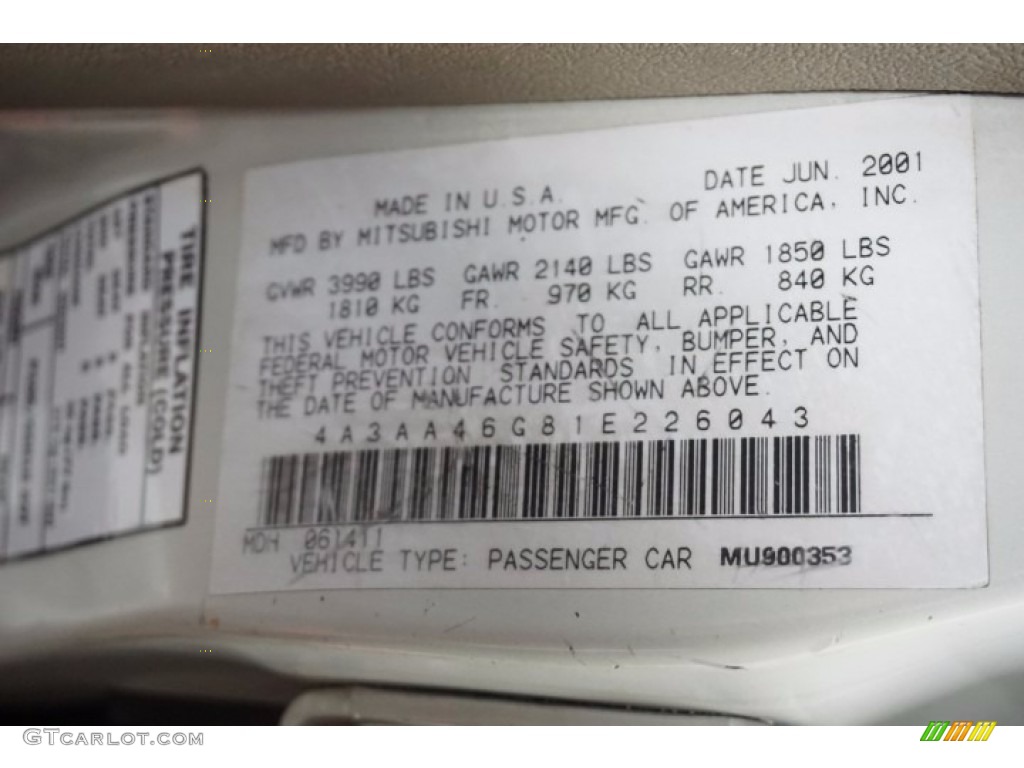 DATE JUN. 2001
MADE IN U.S.A.
MFD BY MITSUBISHI MOTOR MFG. OF AMERICA, INC.
GVWR 3990 LBS GAWR 2140 LBS GAWR 1850 LBS
1810 KG FR. 970 KG RR. 840 KG
THIS VEHICLE CONFORMS TO ALL APPLICABLE
FEDERAL MOTOR VEHICLE SAFETY, BUMPER, AND
THEFT PREVENTION STANDARDS IN EFFECT ON
THE DATE OF MANUFACTURE SHOWN ABOVE.
4A3AA46G81E226043
MDH 061411
VEHICLE TYPE: PASSENGER CAR MU900353
TIRE INFLATION
PRESSURE (COLD)
GTCARLOT.COM